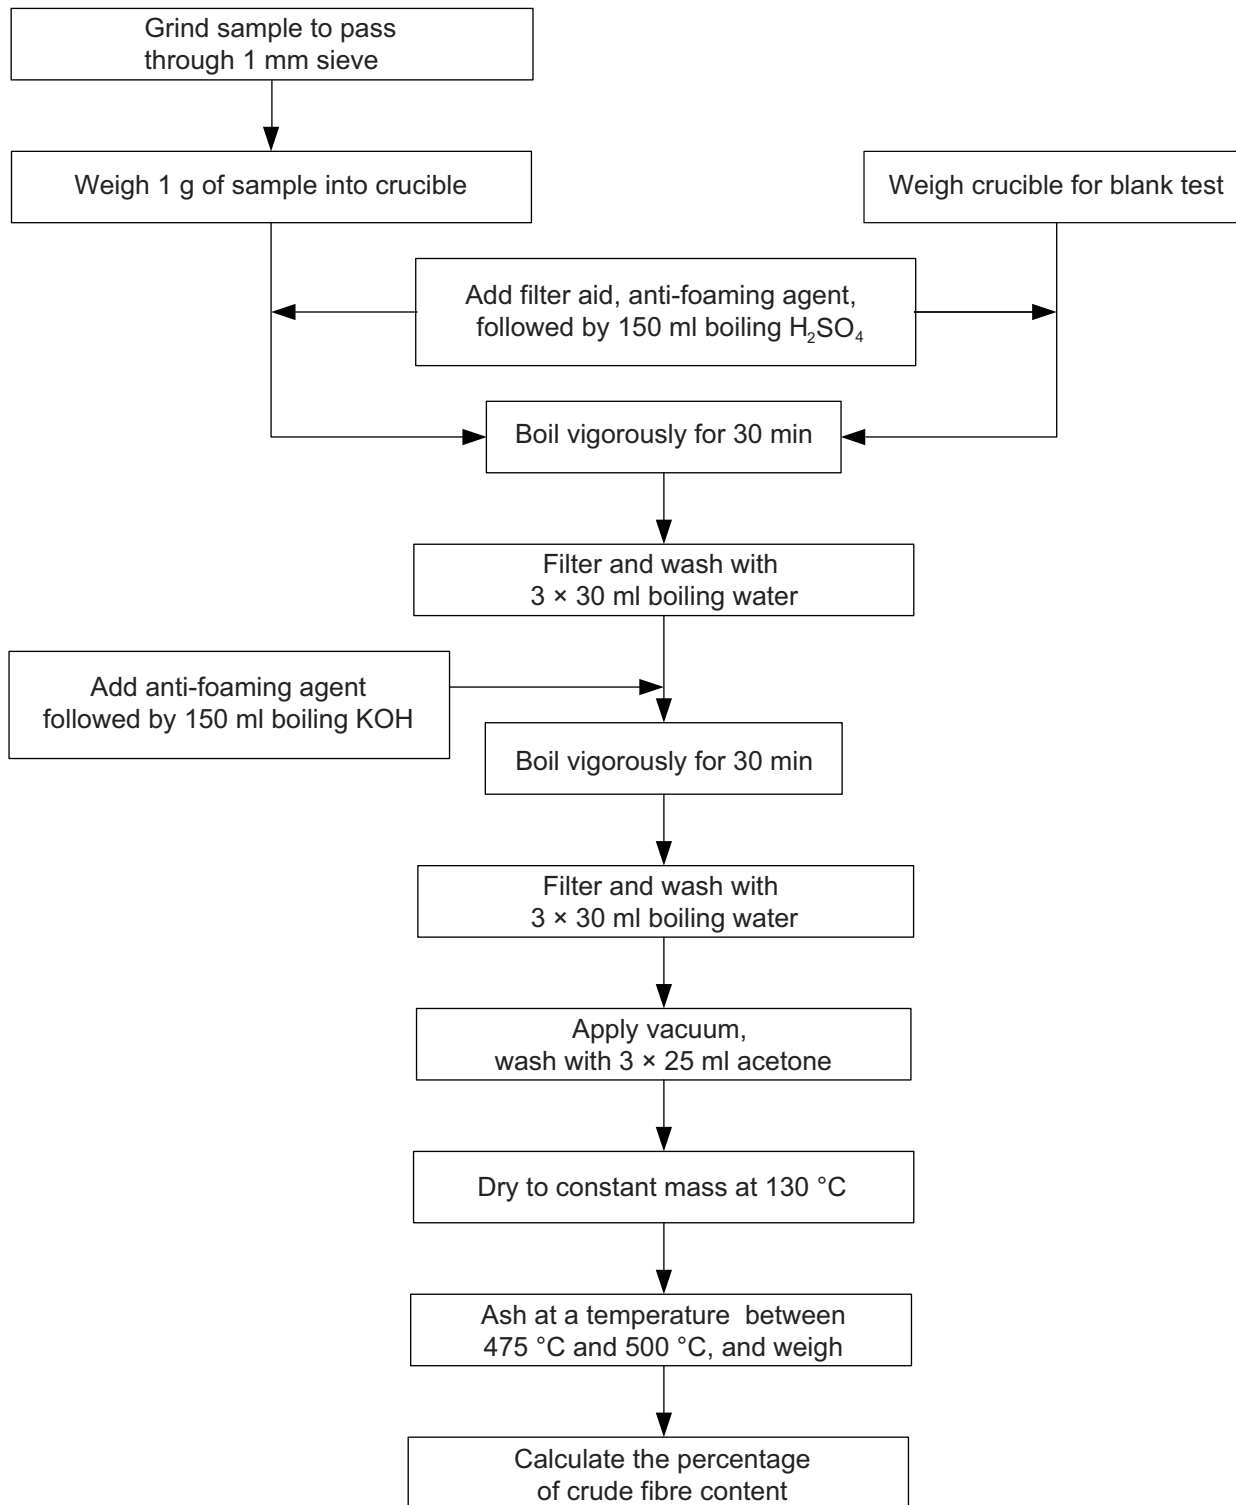 Grind sample to pass
through 1 mm sieve
Weigh 1 g of sample into crucible
Weigh crucible for blank test
Add filter aid, anti-foaming agent,
followed by 150 ml boiling H₂SO₄
Boil vigorously for 30 min
Filter and wash with
3 × 30 ml boiling water
Add anti-foaming agent
followed by 150 ml boiling KOH
Boil vigorously for 30 min
Filter and wash with
3 × 30 ml boiling water
Apply vacuum,
wash with 3 × 25 ml acetone
Dry to constant mass at 130 °C
Ash at a temperature between
475 °C and 500 °C, and weigh
Calculate the percentage
of crude fibre content